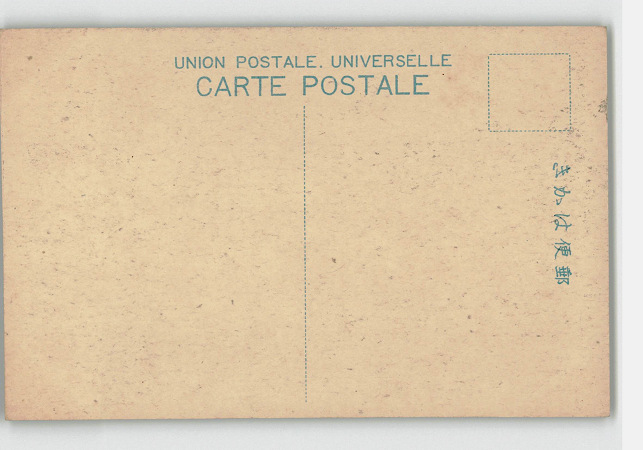 UNION POSTALE. UNIVERSELLE
CARTE POSTALE
郵便はかき